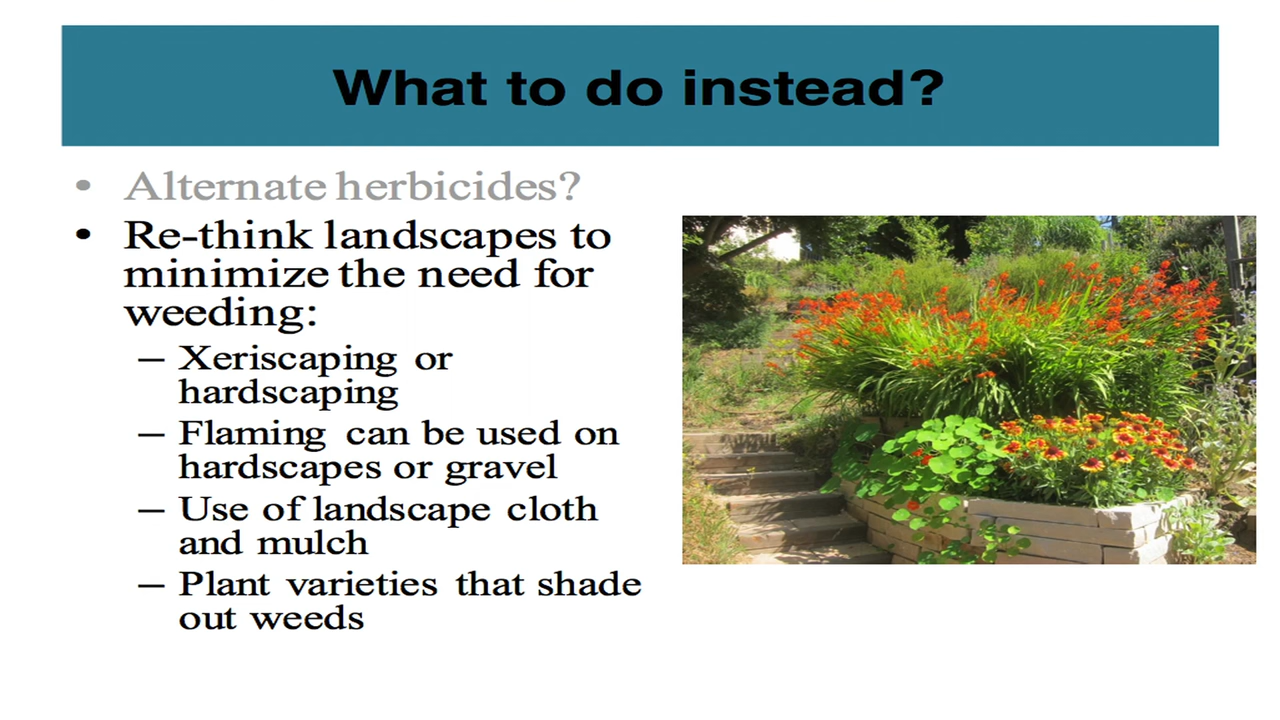 What to do instead?
• Alternate herbicides?
• Re-think landscapes to
minimize the need for
weeding:
– Xeriscaping or
hardscaping
– Flaming can be used on
hardscapes or gravel
– Use of landscape cloth
and mulch
– Plant varieties that shade
out weeds